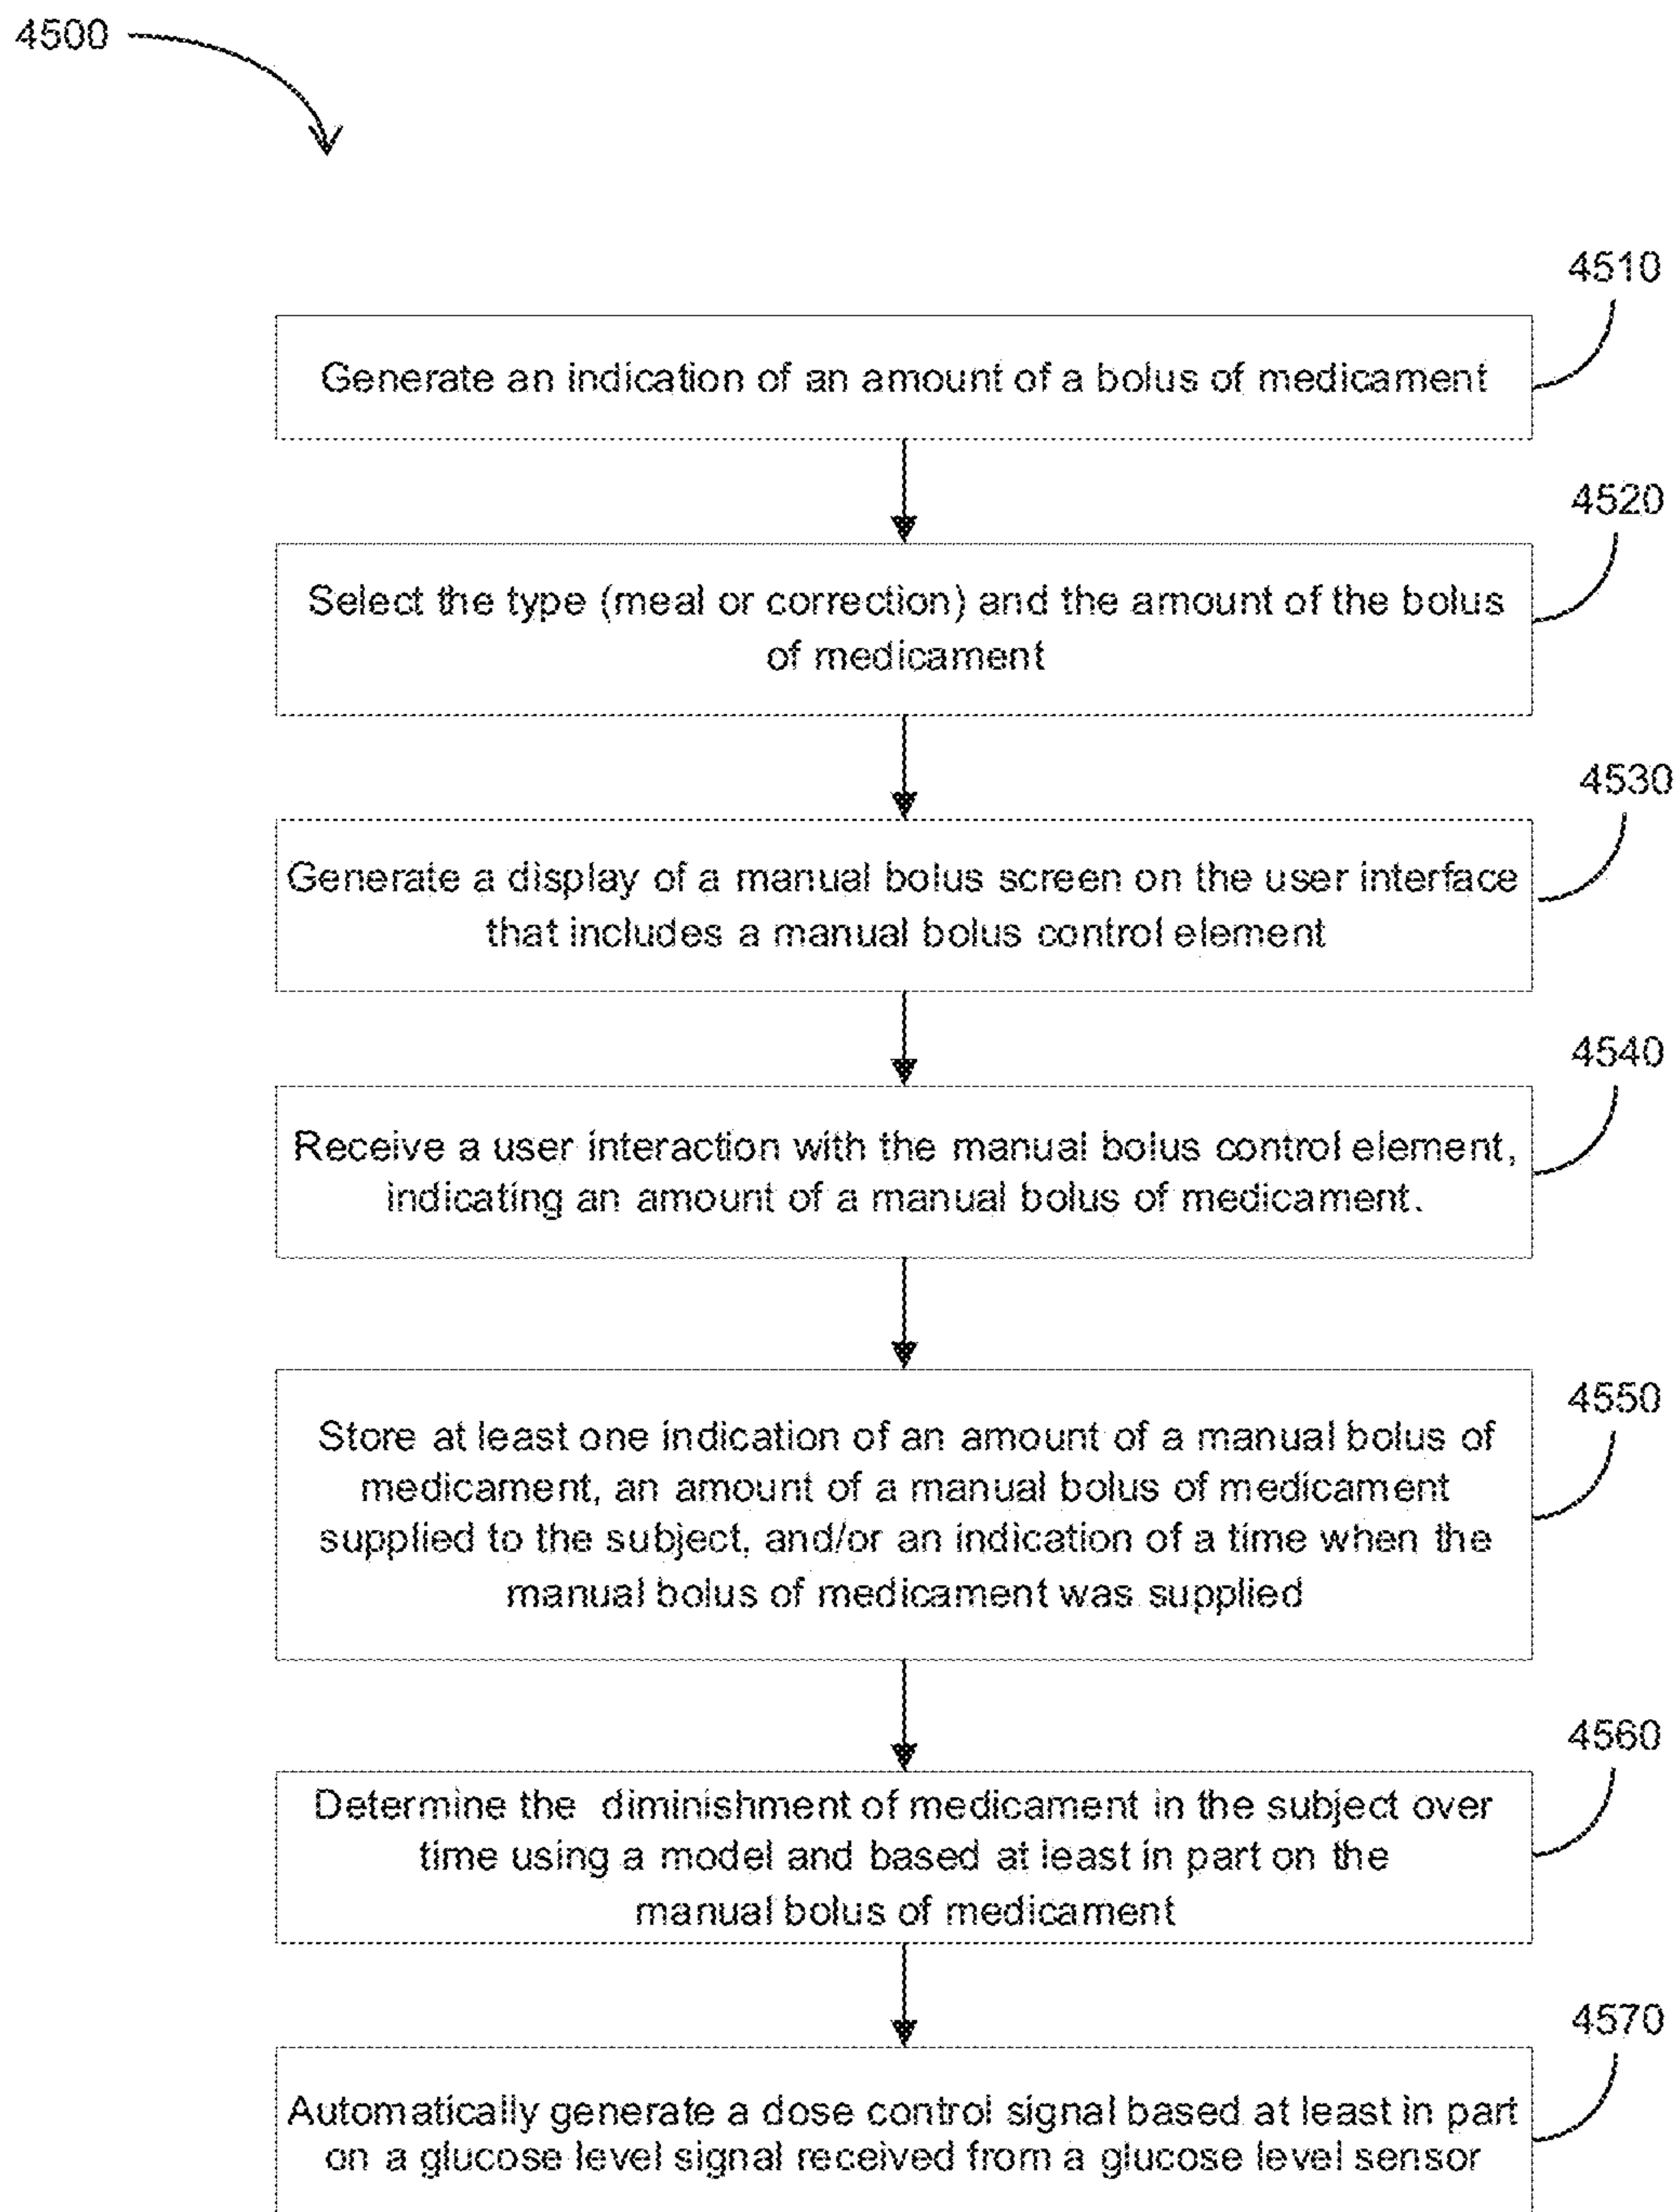 4500
4510
Generate an indication of an amount of a bolus of medicament
4520
Select the type (meal or correction) and the amount of the bolus
of medicament
4530
Generate a display of a manual bolus screen on the user interface
that includes a manual bolus control element
4540
Receive a user interaction with the manual bolus control element,
indicating an amount of a manual bolus of medicament.
4550
Store at least one indication of an amount of a manual bolus of
medicament, an amount of a manual bolus of medicament
supplied to the subject, and/or an indication of a time when the
manual bolus of medicament was supplied
4560
Determine the diminishment of medicament in the subject over
time using a model and based at least in part on the
manual bolus of medicament
4570
Automatically generate a dose control signal based at least in part
on a glucose level signal received from a glucose level sensor